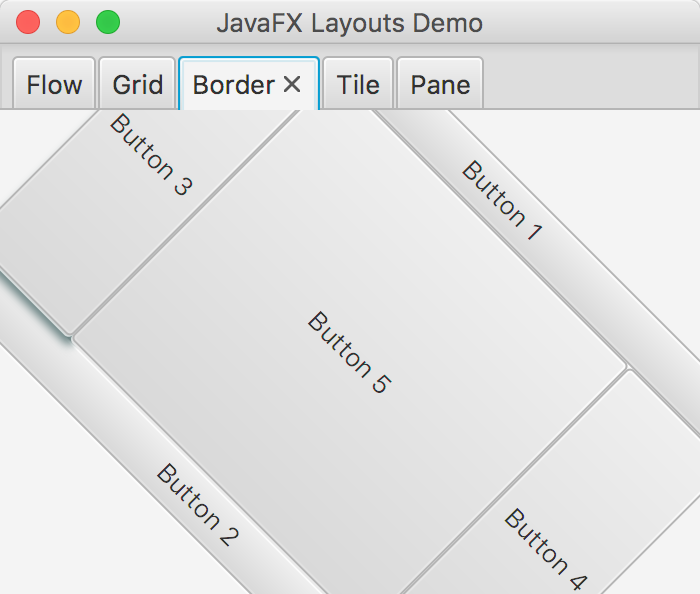 JavaFX Layouts Demo
Flow Grid Border Tile Pane
Button 3
Button 1
Button 5
Button 2
Button 4